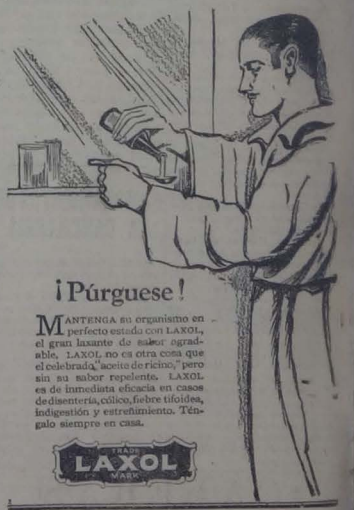 ¡Púrguese!
MANTENGA su organismo en
perfecto estado con LAXOL,
el gran laxante de sabor agrad-
able, LAXOL no es otra cosa que
el celebrado "aceite de ricino," pero
sin su sabor repelente. LAXOL
es de inmediata eficacia en casos
de disentería, cólico, fiebre tifoidea,
indigestión y estreñimiento. Tén-
galo siempre en casa.
TRADE
LAXOL
MARK